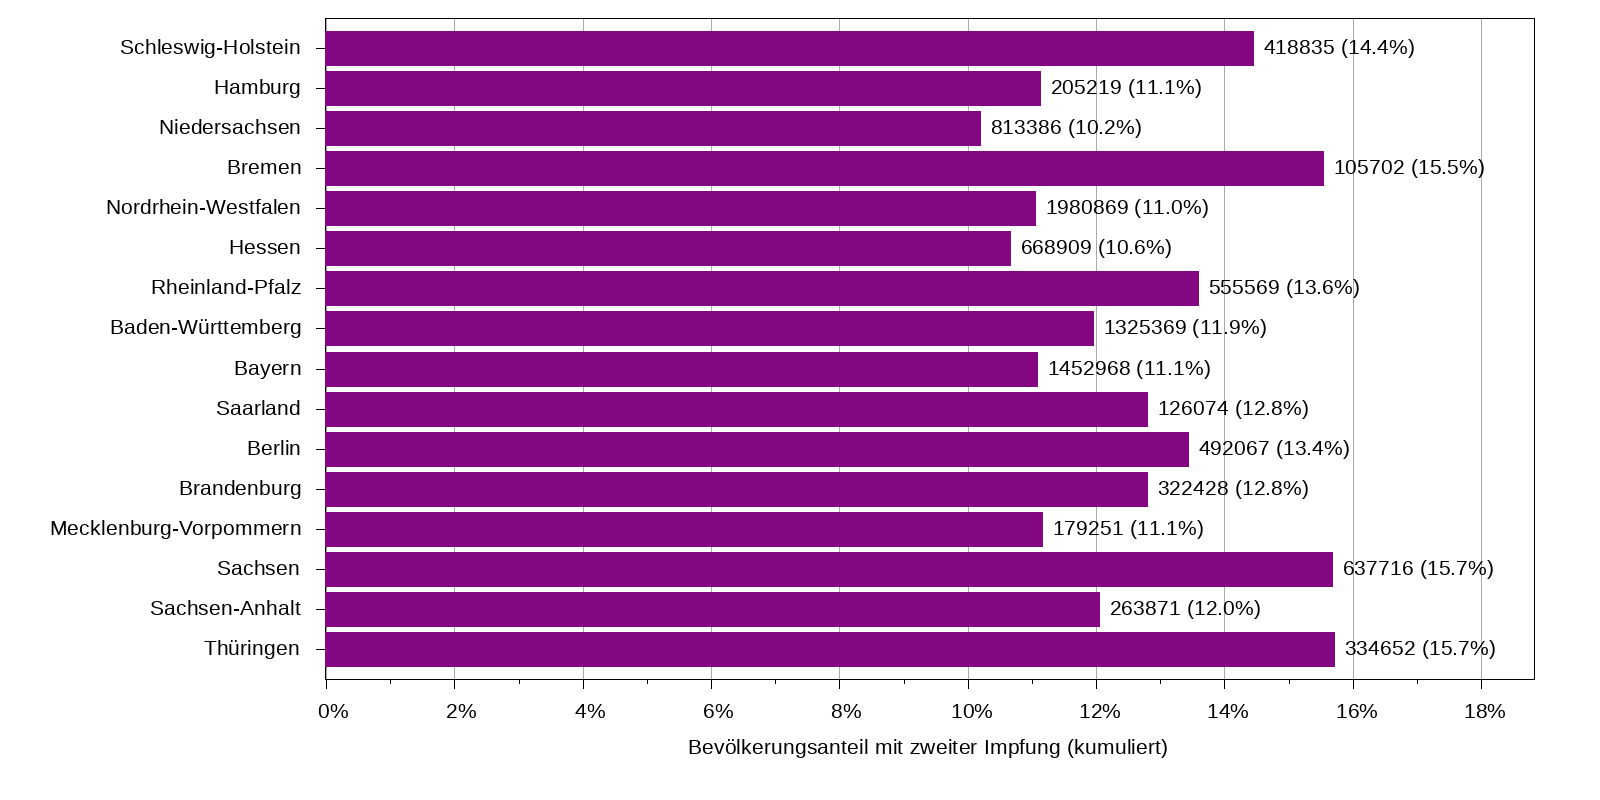 Schleswig-Holstein 418835 (14.4%)
Hamburg 205219 (11.1%)
Niedersachsen 813386 (10.2%)
Bremen 105702 (15.5%)
Nordrhein-Westfalen 1980869 (11.0%)
Hessen 668909 (10.6%)
Rheinland-Pfalz 555569 (13.6%)
Baden-Württemberg 1325369 (11.9%)
Bayern 1452968 (11.1%)
Saarland 126074 (12.8%)
Berlin 492067 (13.4%)
Brandenburg 322428 (12.8%)
Mecklenburg-Vorpommern 179251 (11.1%)
Sachsen 637716 (15.7%)
Sachsen-Anhalt 263871 (12.0%)
Thüringen 334652 (15.7%)
0% 2% 4% 6% 8% 10% 12% 14% 16% 18%
Bevölkerungsanteil mit zweiter Impfung (kumuliert)